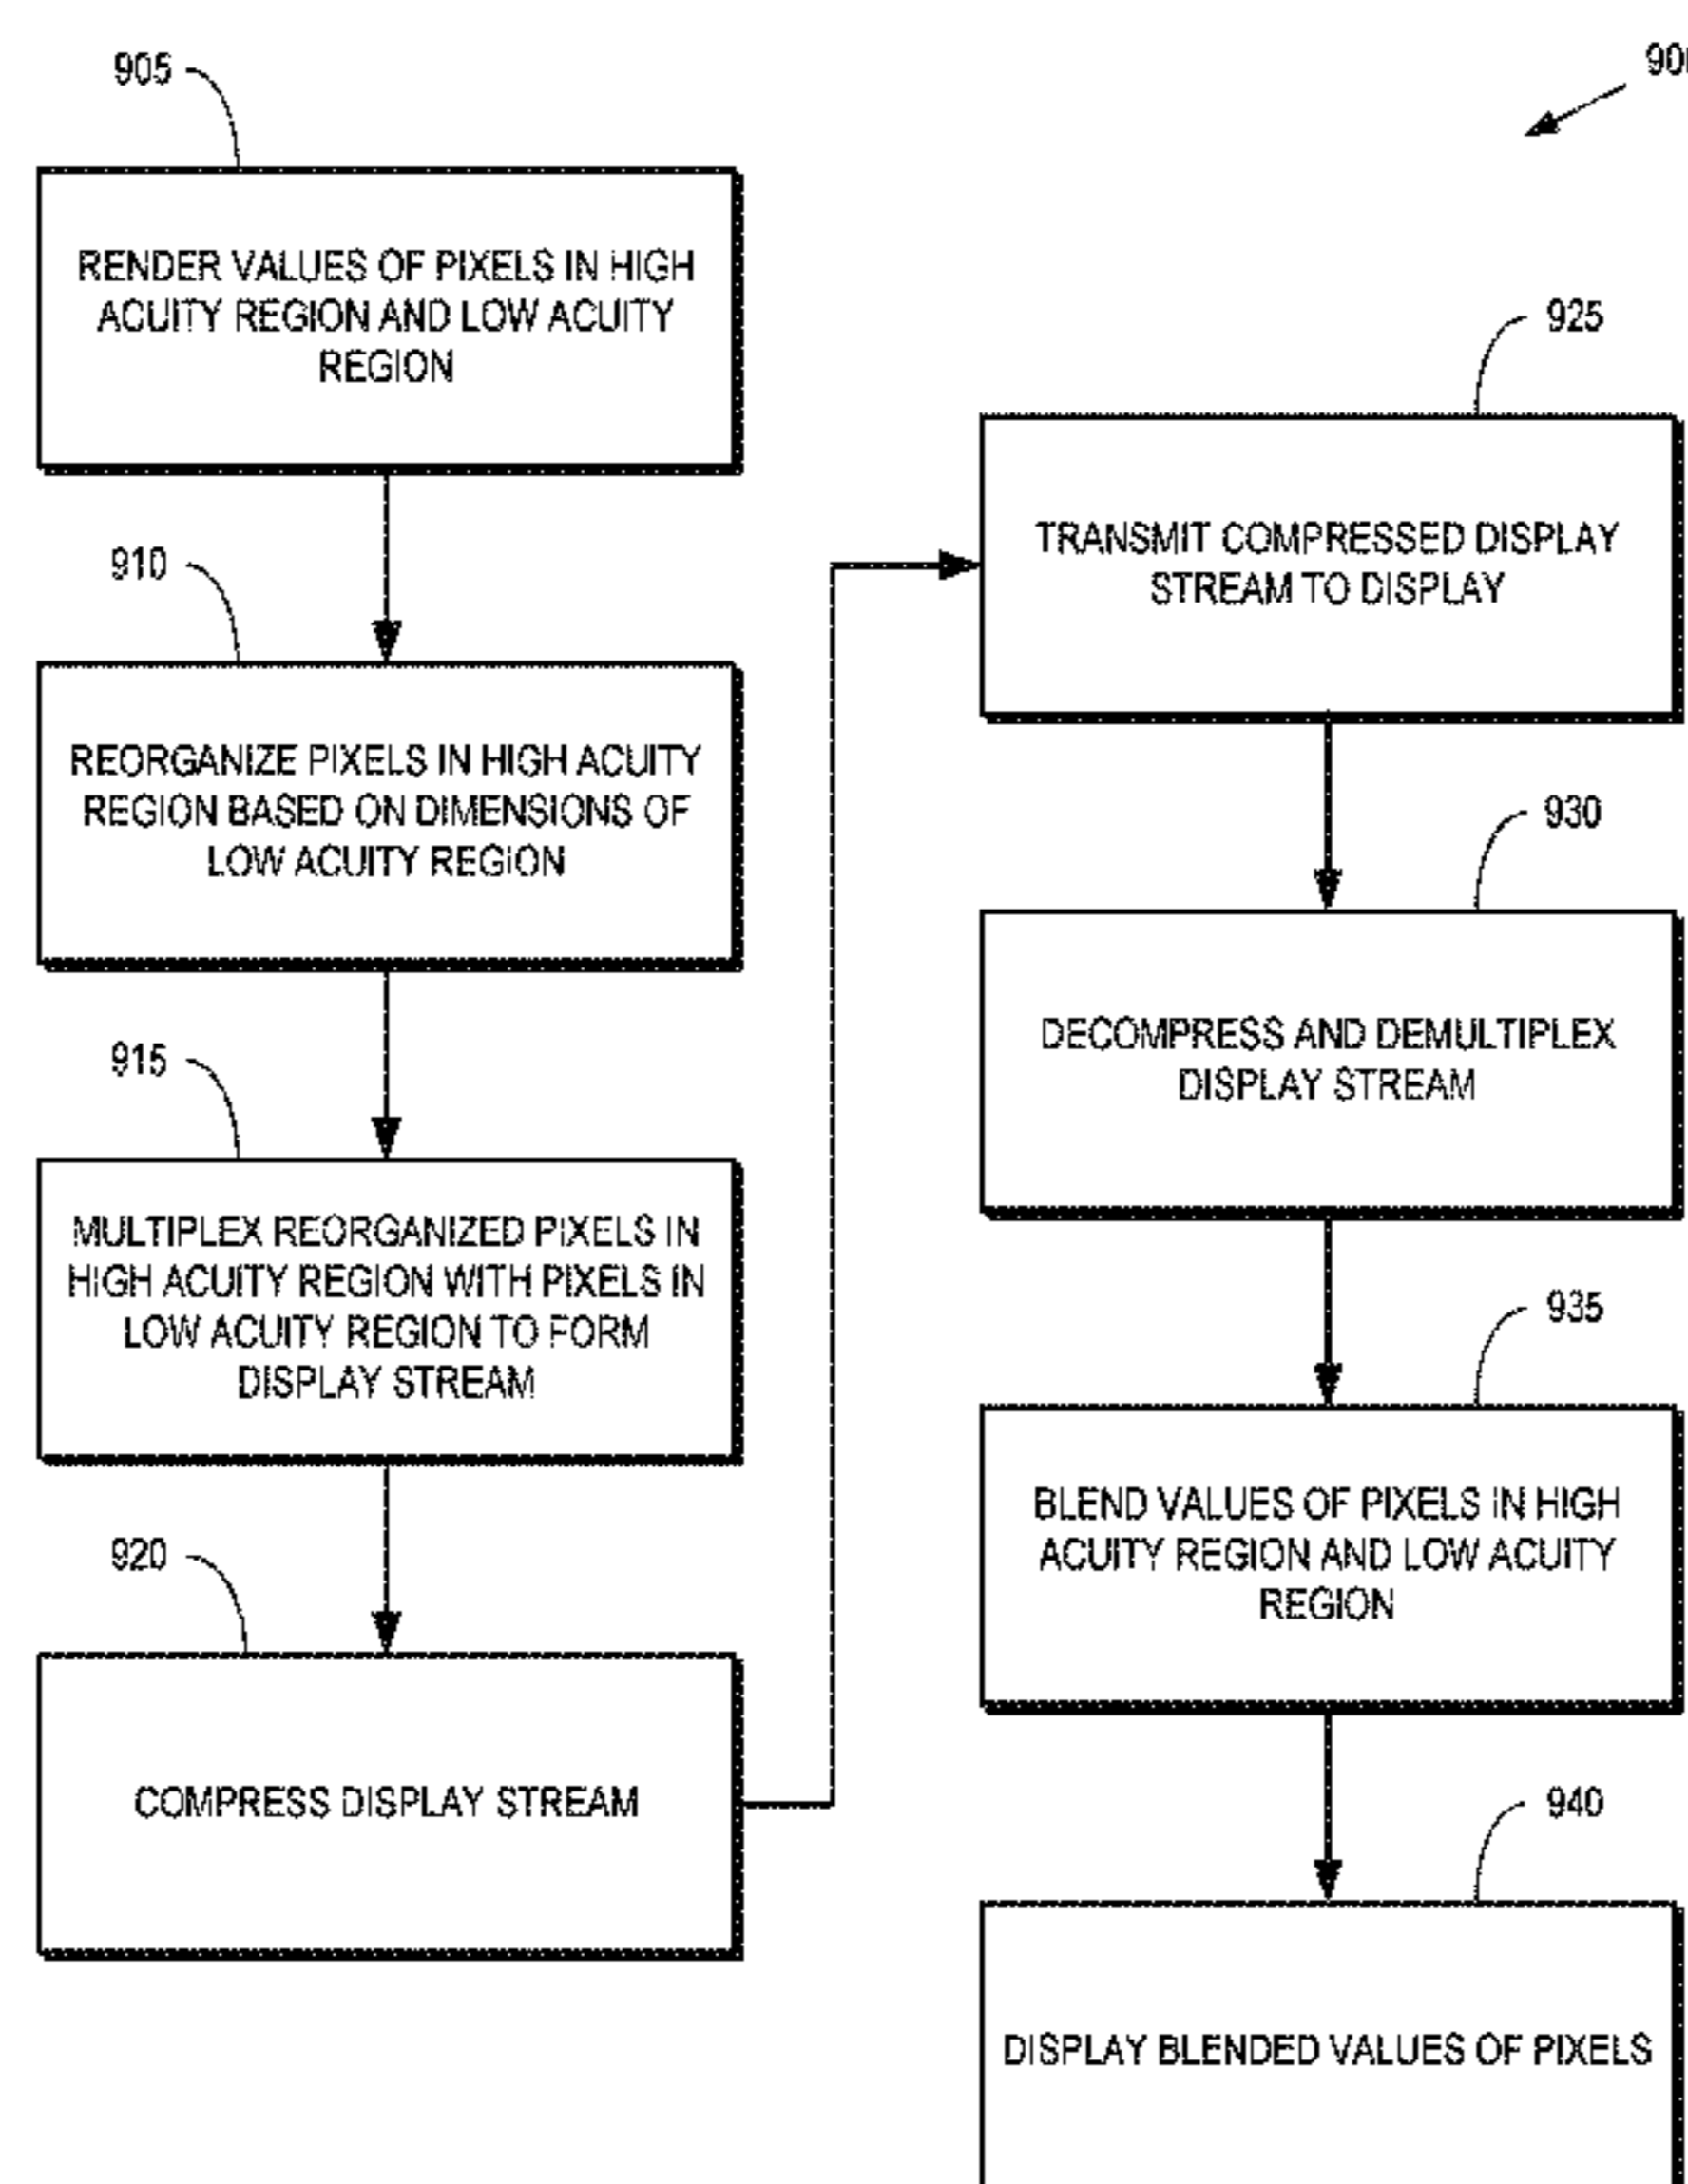 905
RENDER VALUES OF PIXELS IN HIGH
ACUITY REGION AND LOW ACUITY
REGION
910
REORGANIZE PIXELS IN HIGH ACUITY
REGION BASED ON DIMENSIONS OF
LOW ACUITY REGION
915
MULTIPLEX REORGANIZED PIXELS IN
HIGH ACUITY REGION WITH PIXELS IN
LOW ACUITY REGION TO FORM
DISPLAY STREAM
920
COMPRESS DISPLAY STREAM
925
TRANSMIT COMPRESSED DISPLAY
STREAM TO DISPLAY
930
DECOMPRESS AND DEMULTIPLEX
DISPLAY STREAM
935
BLEND VALUES OF PIXELS IN HIGH
ACUITY REGION AND LOW ACUITY
REGION
940
DISPLAY BLENDED VALUES OF PIXELS